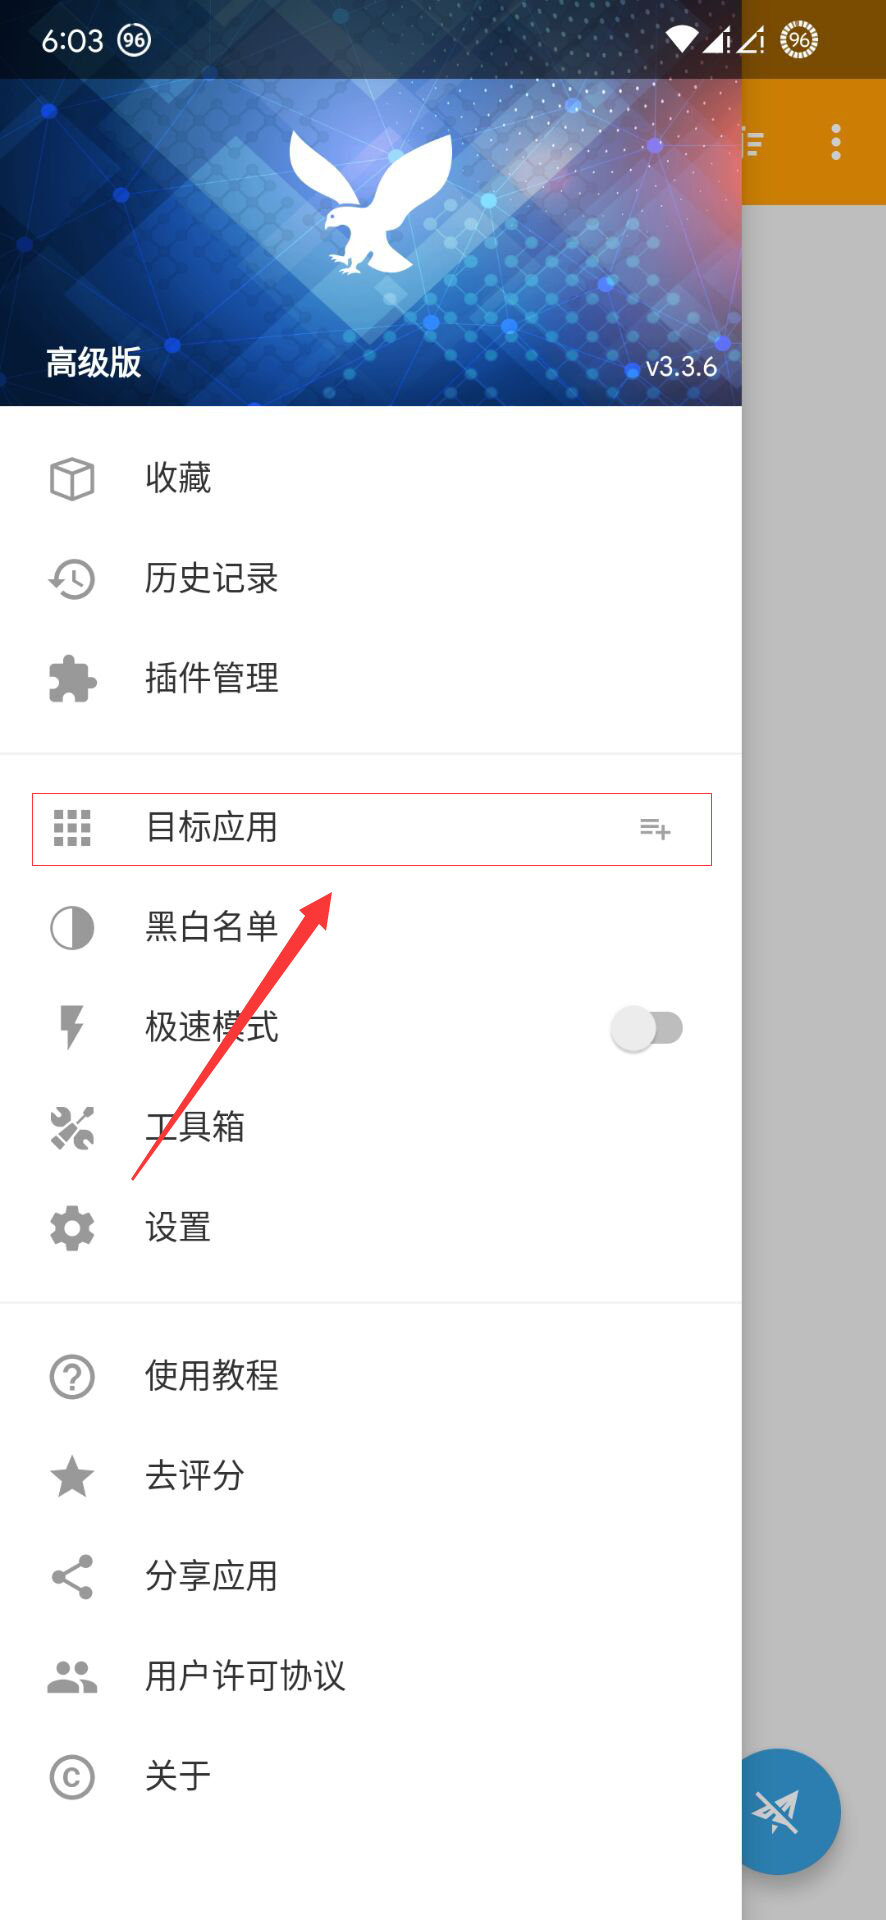 6:03 96
96
高级版
v3.3.6
收藏
历史记录
插件管理
目标应用
黑白名单
极速模式
工具箱
设置
使用教程
去评分
分享应用
用户许可协议
关于